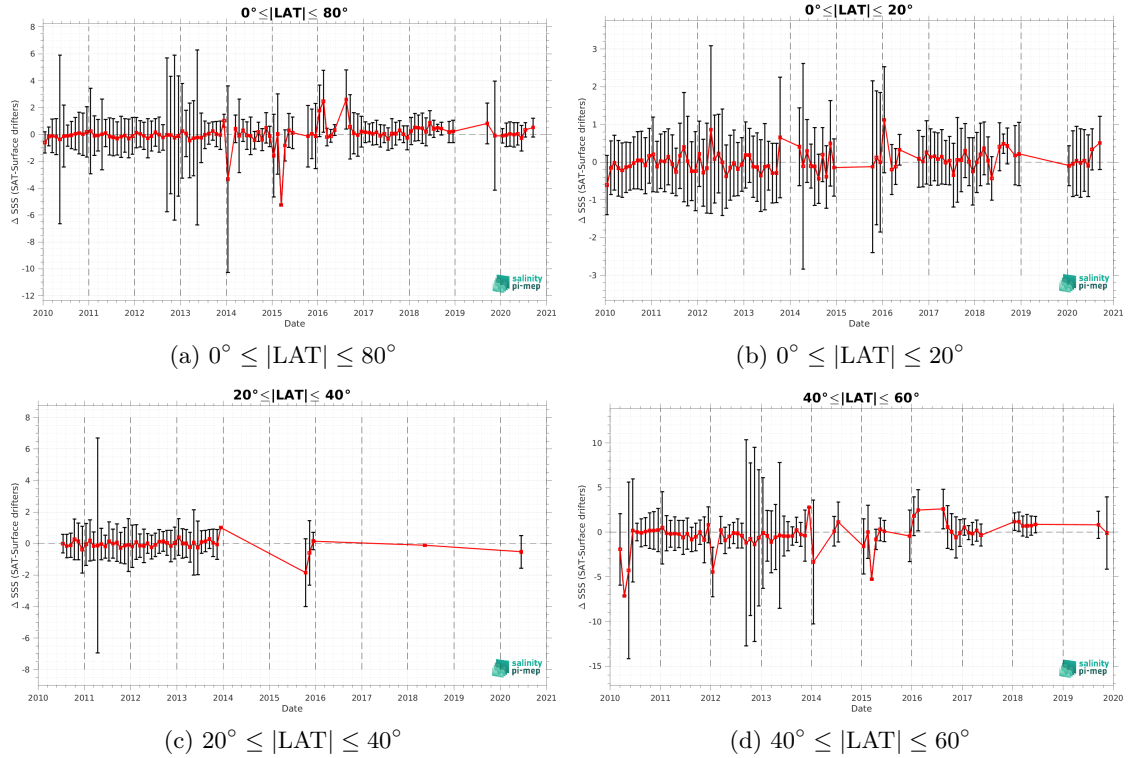 0°≤|LAT|≤ 80°
8
6
4
2
0
-2
-4
-6
-8
-10
-12
Δ SSS (SAT-Surface drifters)
2010 2011 2012 2013 2014 2015 2016 2017 2018 2019 2020 2021
Date
salinity
pi-mep
(a) 0° ≤ |LAT| ≤ 80°
0°≤|LAT|≤ 20°
3
2
1
0
-1
-2
-3
Δ SSS (SAT-Surface drifters)
2010 2011 2012 2013 2014 2015 2016 2017 2018 2019 2020 2021
Date
salinity
pi-mep
(b) 0° ≤ |LAT| ≤ 20°
20°≤|LAT|≤ 40°
8
6
4
2
0
-2
-4
-6
-8
Δ SSS (SAT-Surface drifters)
2010 2011 2012 2013 2014 2015 2016 2017 2018 2019 2020 2021
Date
salinity
pi-mep
(c) 20° ≤ |LAT| ≤ 40°
40°≤|LAT|≤ 60°
10
5
0
-5
-10
-15
Δ SSS (SAT-Surface drifters)
2010 2011 2012 2013 2014 2015 2016 2017 2018 2019 2020
Date
salinity
pi-mep
(d) 40° ≤ |LAT| ≤ 60°